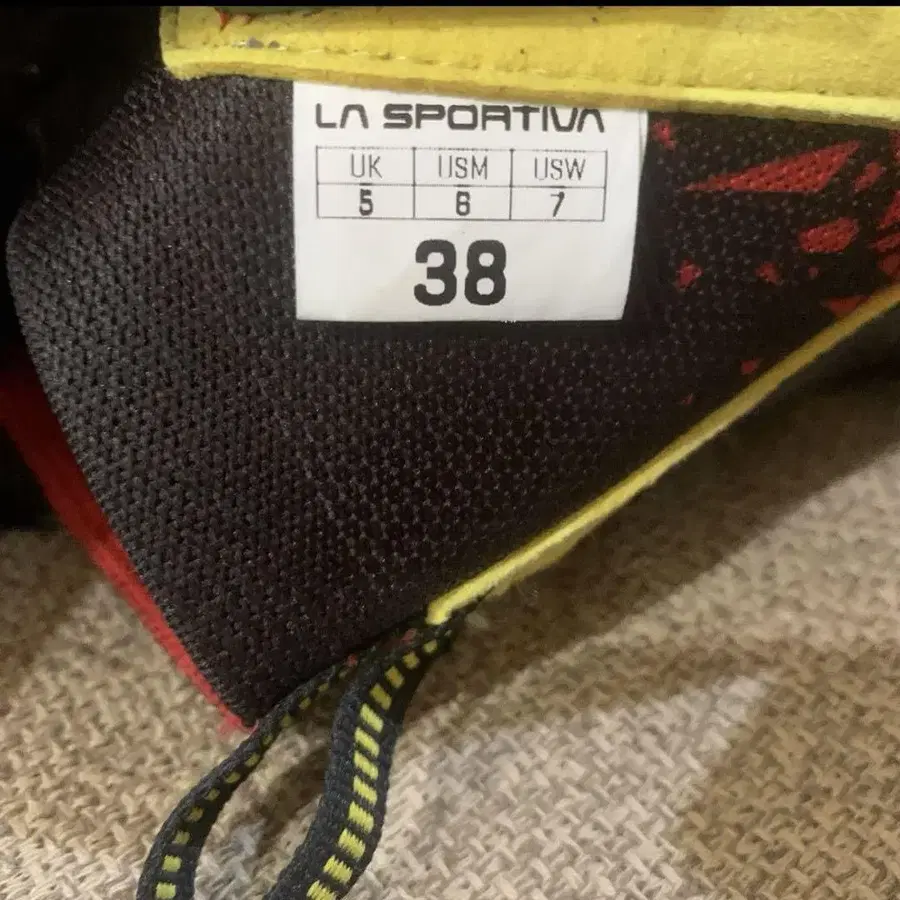 LA SPORTIVA
UK USM USW
5 6 7
38